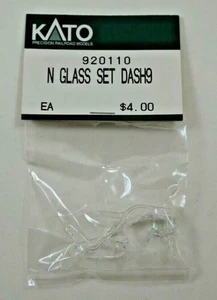 KATO
PRECISION RAILROAD MODELS
920110
N GLASS SET DASH9
EA $4.00